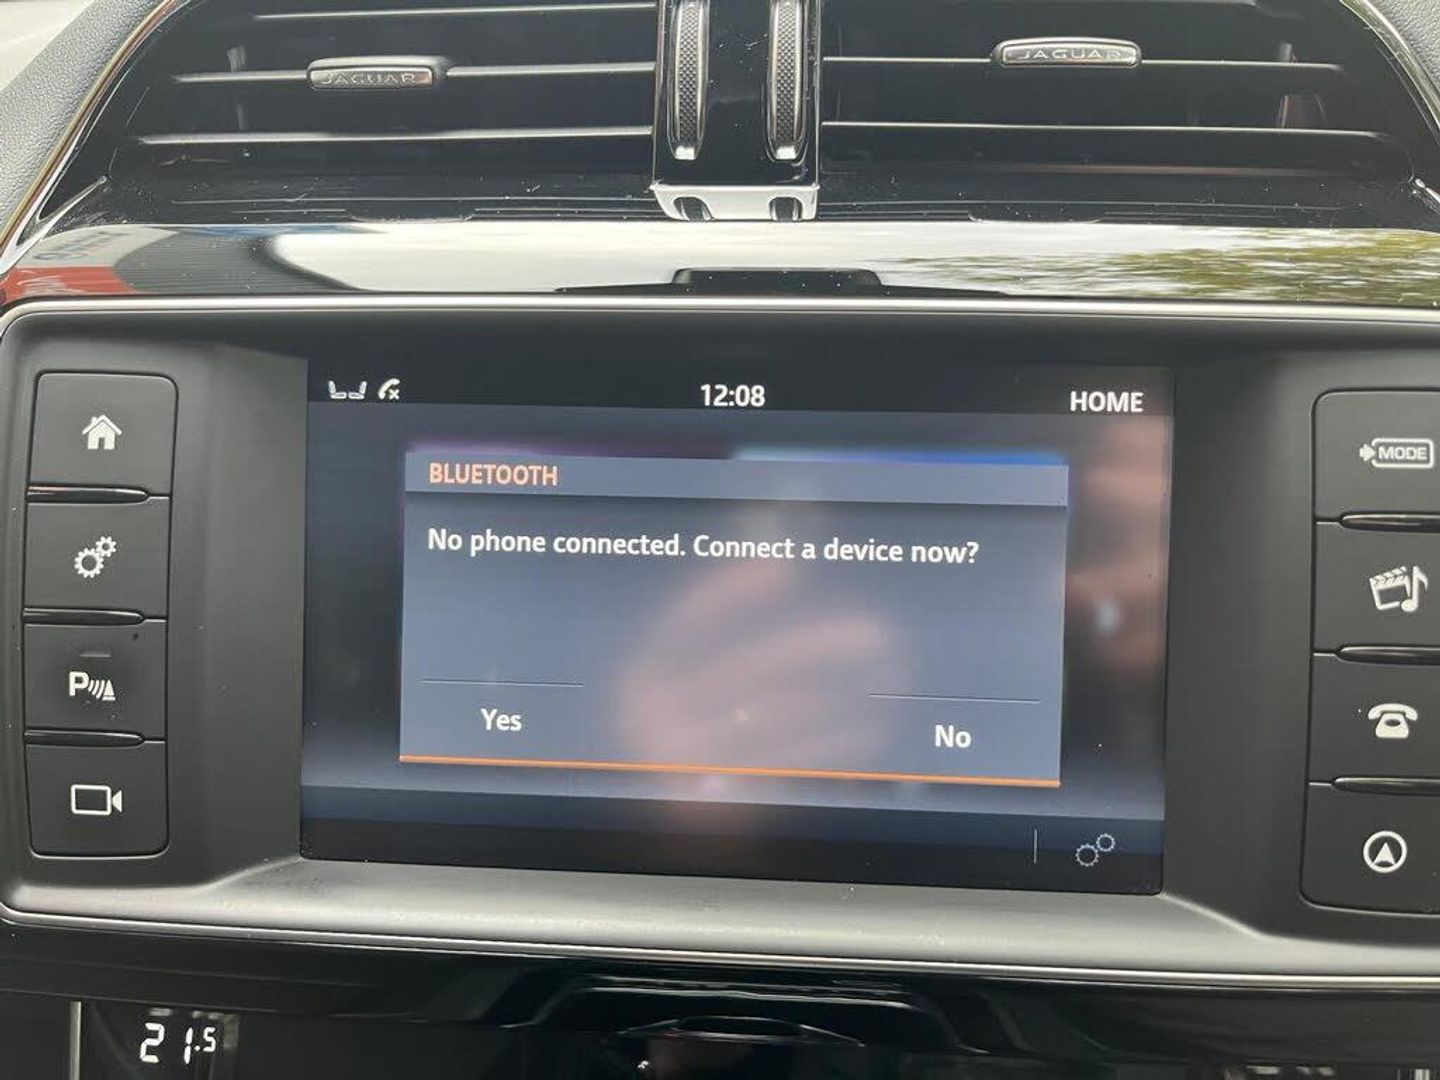 JAGUAR
JAGUAR
12:08
HOME
BLUETOOTH
No phone connected. Connect a device now?
Yes
No
MODE
P
21.5